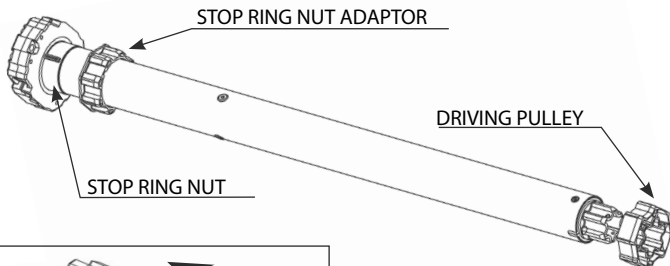 STOP RING NUT ADAPTOR
DRIVING PULLEY
STOP RING NUT